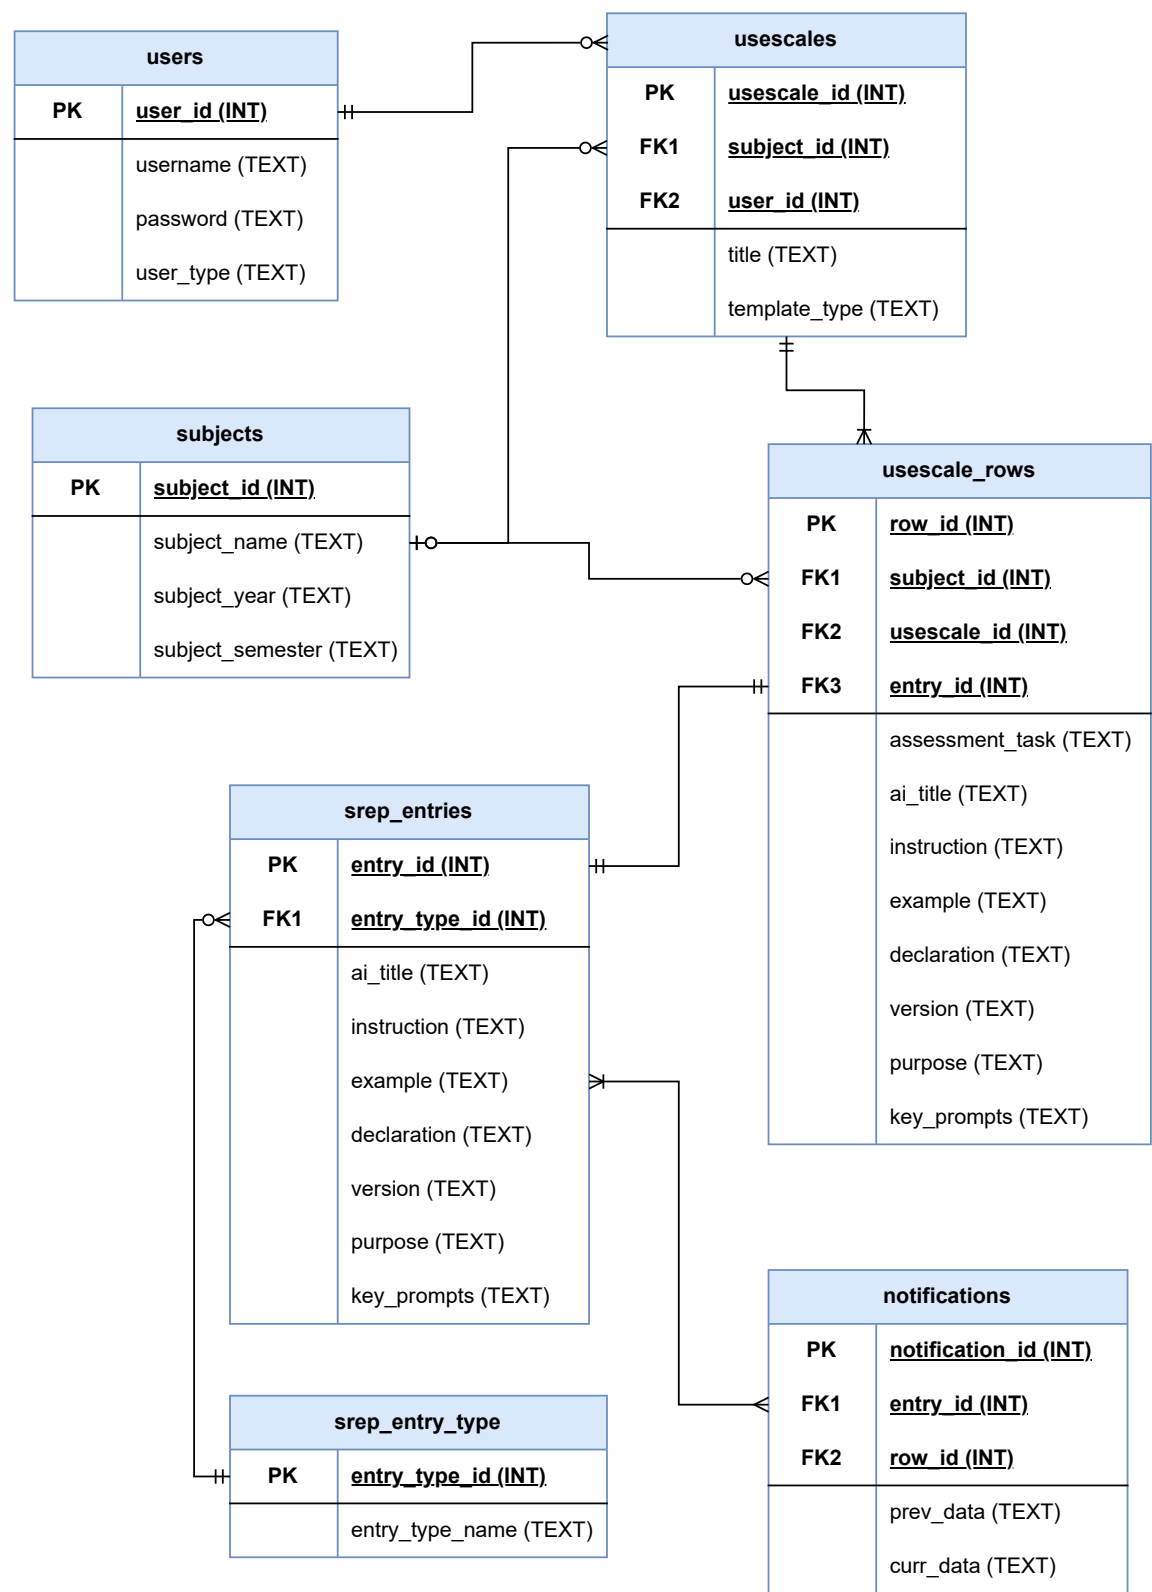 users
PK user_id (INT)
username (TEXT)
password (TEXT)
user_type (TEXT)
usescales
PK usescale_id (INT)
FK1 subject_id (INT)
FK2 user_id (INT)
title (TEXT)
template_type (TEXT)
subjects
PK subject_id (INT)
subject_name (TEXT)
subject_year (TEXT)
subject_semester (TEXT)
usescale_rows
PK row_id (INT)
FK1 subject_id (INT)
FK2 usescale_id (INT)
FK3 entry_id (INT)
assessment_task (TEXT)
ai_title (TEXT)
instruction (TEXT)
example (TEXT)
declaration (TEXT)
version (TEXT)
purpose (TEXT)
key_prompts (TEXT)
srep_entries
PK entry_id (INT)
FK1 entry_type_id (INT)
ai_title (TEXT)
instruction (TEXT)
example (TEXT)
declaration (TEXT)
version (TEXT)
purpose (TEXT)
key_prompts (TEXT)
srep_entry_type
PK entry_type_id (INT)
entry_type_name (TEXT)
notifications
PK notification_id (INT)
FK1 entry_id (INT)
FK2 row_id (INT)
prev_data (TEXT)
curr_data (TEXT)